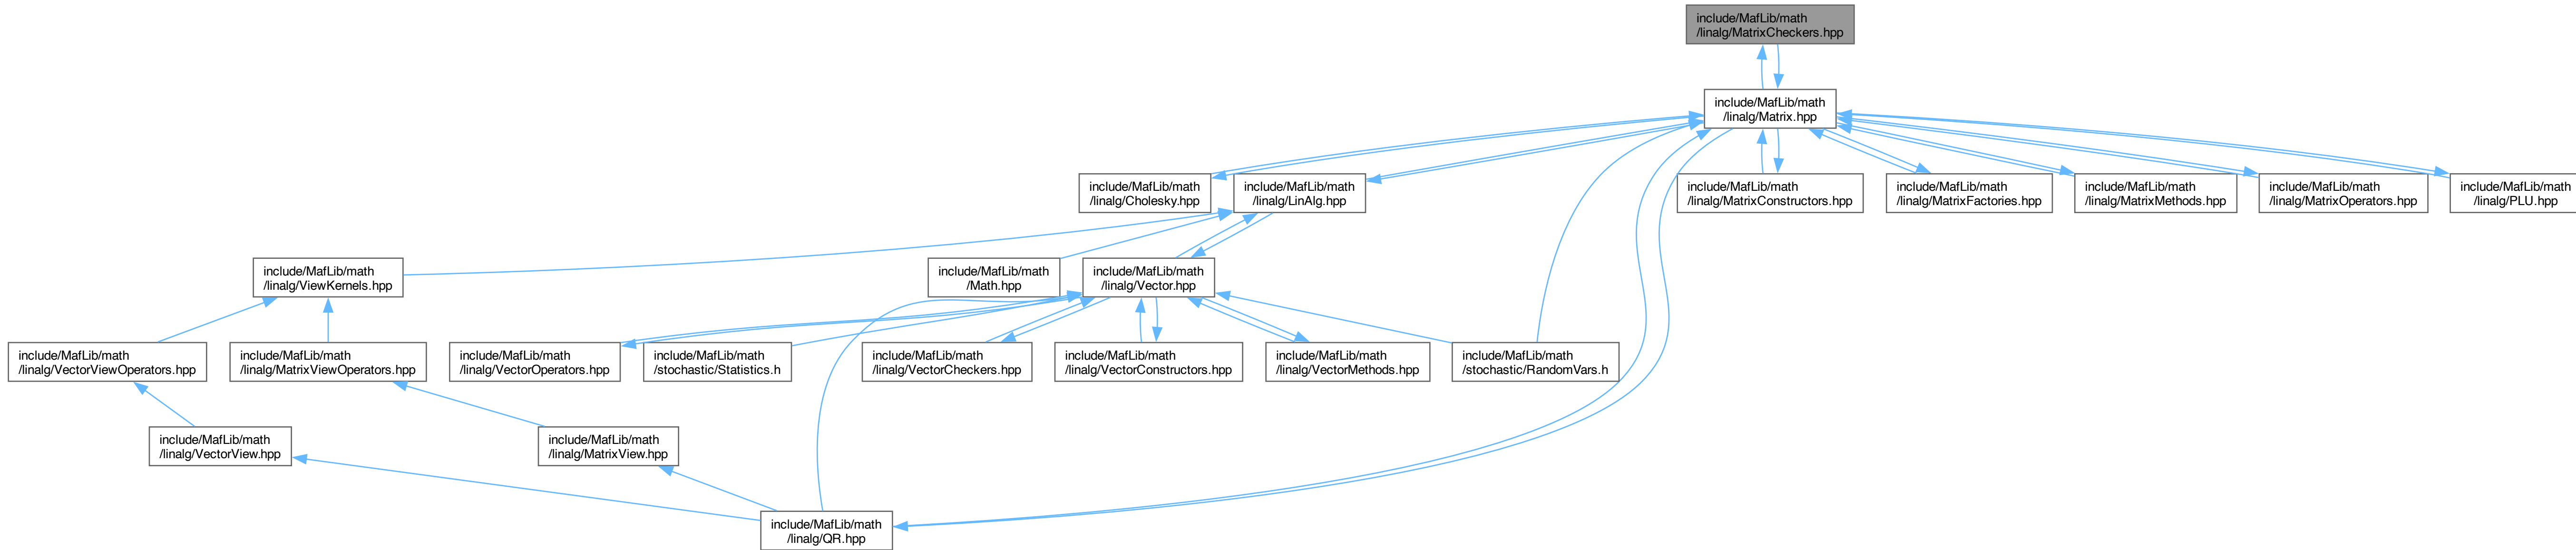 include/MafLib/math
/linalg/MatrixCheckers.hpp
include/MafLib/math
/linalg/Matrix.hpp
include/MafLib/math
/linalg/Cholesky.hpp
include/MafLib/math
/linalg/LinAlg.hpp
include/MafLib/math
/linalg/MatrixConstructors.hpp
include/MafLib/math
/linalg/MatrixFactories.hpp
include/MafLib/math
/linalg/MatrixMethods.hpp
include/MafLib/math
/linalg/MatrixOperators.hpp
include/MafLib/math
/linalg/PLU.hpp
include/MafLib/math
/linalg/ViewKernels.hpp
include/MafLib/math
/Math.hpp
include/MafLib/math
/linalg/Vector.hpp
include/MafLib/math
/linalg/VectorViewOperators.hpp
include/MafLib/math
/linalg/MatrixViewOperators.hpp
include/MafLib/math
/linalg/VectorOperators.hpp
include/MafLib/math
/stochastic/Statistics.h
include/MafLib/math
/linalg/VectorCheckers.hpp
include/MafLib/math
/linalg/VectorConstructors.hpp
include/MafLib/math
/linalg/VectorMethods.hpp
include/MafLib/math
/stochastic/RandomVars.h
include/MafLib/math
/linalg/VectorView.hpp
include/MafLib/math
/linalg/MatrixView.hpp
include/MafLib/math
/linalg/QR.hpp